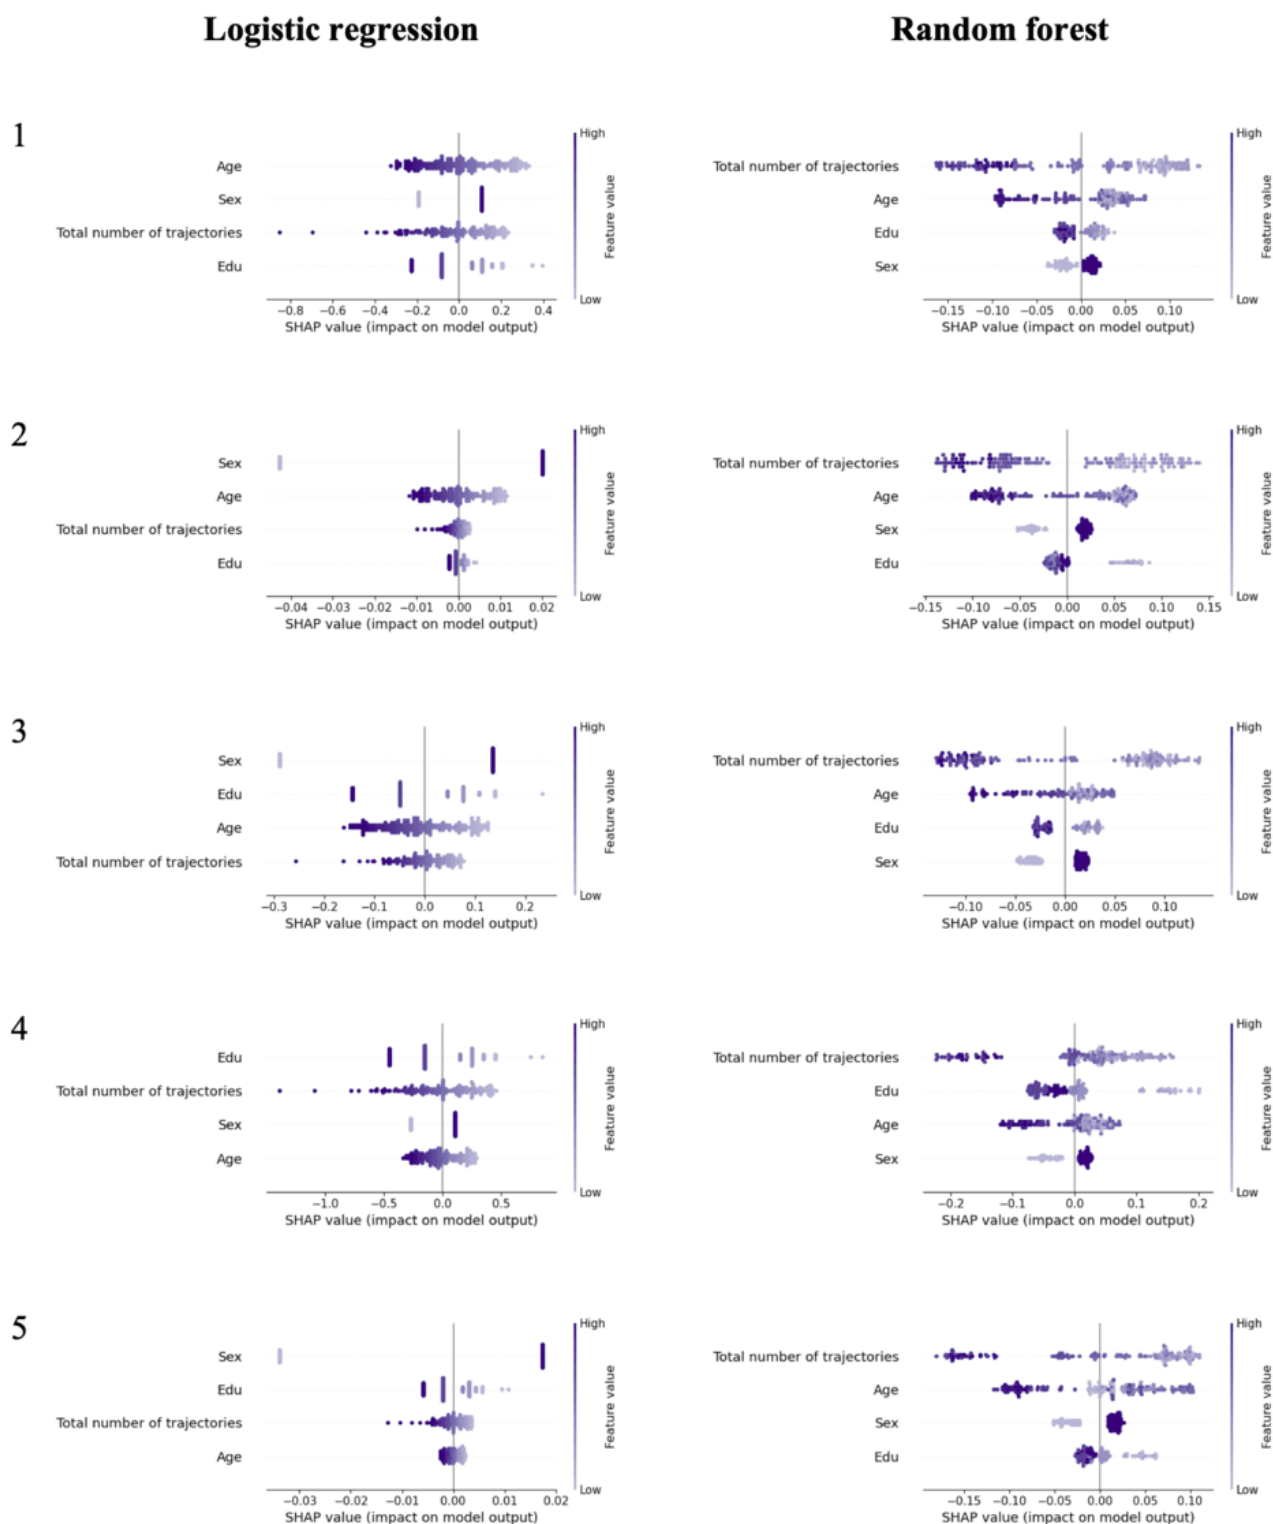 Logistic regression
Random forest
1
High
Age
Sex
Total number of trajectories
Edu
Feature value
Low
−0.8 −0.6 −0.4 −0.2 0.0 0.2 0.4
SHAP value (impact on model output)
High
Total number of trajectories
Age
Edu
Sex
Feature value
Low
−0.15 −0.10 −0.05 0.00 0.05 0.10
SHAP value (impact on model output)
2
High
Sex
Age
Total number of trajectories
Edu
Feature value
Low
−0.04 −0.03 −0.02 −0.01 0.00 0.01 0.02
SHAP value (impact on model output)
High
Total number of trajectories
Age
Sex
Edu
Feature value
Low
−0.15 −0.10 −0.05 0.00 0.05 0.10 0.15
SHAP value (impact on model output)
3
High
Sex
Edu
Age
Total number of trajectories
Feature value
Low
−0.3 −0.2 −0.1 0.0 0.1 0.2
SHAP value (impact on model output)
High
Total number of trajectories
Age
Edu
Sex
Feature value
Low
−0.10 −0.05 0.00 0.05 0.10
SHAP value (impact on model output)
4
High
Edu
Total number of trajectories
Sex
Age
Feature value
Low
−1.0 −0.5 0.0 0.5
SHAP value (impact on model output)
High
Total number of trajectories
Edu
Age
Sex
Feature value
Low
−0.2 −0.1 0.0 0.1 0.2
SHAP value (impact on model output)
5
High
Sex
Edu
Total number of trajectories
Age
Feature value
Low
−0.03 −0.02 −0.01 0.00 0.01 0.02
SHAP value (impact on model output)
High
Total number of trajectories
Age
Sex
Edu
Feature value
Low
−0.15 −0.10 −0.05 0.00 0.05 0.10
SHAP value (impact on model output)